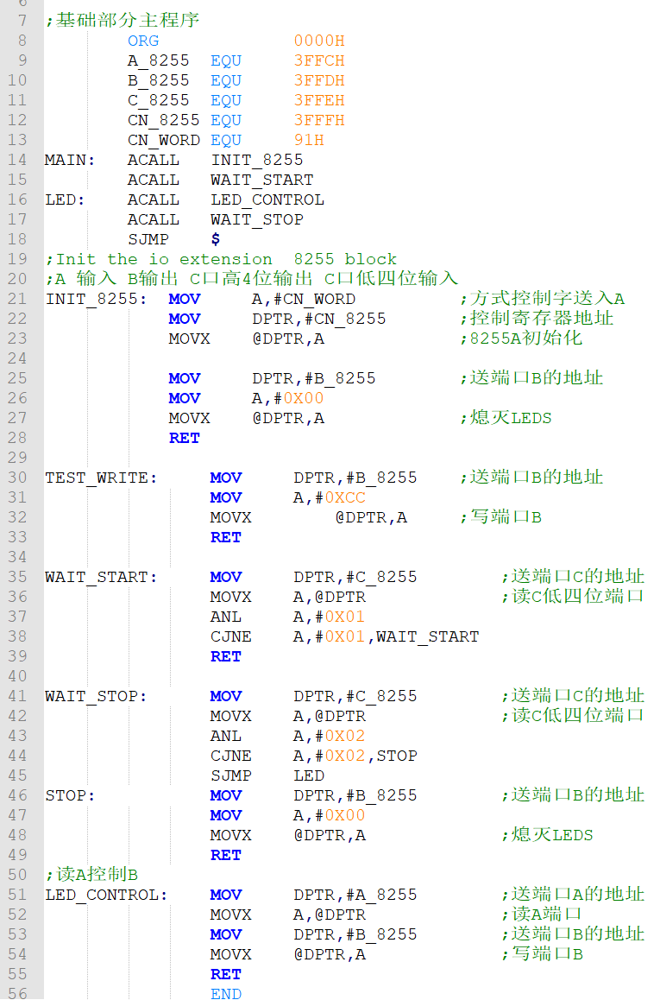 6
7 ;基础部分主程序
8 ORG 0000H
9 A_8255 EQU 3FFCH
10 B_8255 EQU 3FFDH
11 C_8255 EQU 3FFEH
12 CN_8255 EQU 3FFFH
13 CN_WORD EQU 91H
14 MAIN: ACALL INIT_8255
15 ACALL WAIT_START
16 LED: ACALL LED_CONTROL
17 ACALL WAIT_STOP
18 SJMP $
19 ;Init the io extension  8255 block
20 ;A 输入 B输出 C口高4位输出 C口低四位输入
21 INIT_8255: MOV A,#CN_WORD ;方式控制字送入A
22 MOV DPTR,#CN_8255 ;控制寄存器地址
23 MOVX @DPTR,A ;8255A初始化
24
25 MOV DPTR,#B_8255 ;送端口B的地址
26 MOV A,#0X00
27 MOVX @DPTR,A ;熄灭LEDS
28 RET
29
30 TEST_WRITE: MOV DPTR,#B_8255 ;送端口B的地址
31 MOV A,#0XCC
32 MOVX @DPTR,A ;写端口B
33 RET
34
35 WAIT_START: MOV DPTR,#C_8255 ;送端口C的地址
36 MOVX A,@DPTR ;读C低四位端口
37 ANL A,#0X01
38 CJNE A,#0X01,WAIT_START
39 RET
40
41 WAIT_STOP: MOV DPTR,#C_8255 ;送端口C的地址
42 MOVX A,@DPTR ;读C低四位端口
43 ANL A,#0X02
44 CJNE A,#0X02,STOP
45 SJMP LED
46 STOP: MOV DPTR,#B_8255 ;送端口B的地址
47 MOV A,#0X00
48 MOVX @DPTR,A ;熄灭LEDS
49 RET
50 ;读A控制B
51 LED_CONTROL: MOV DPTR,#A_8255 ;送端口A的地址
52 MOVX A,@DPTR ;读A端口
53 MOV DPTR,#B_8255 ;送端口B的地址
54 MOVX @DPTR,A ;写端口B
55 RET
56 END